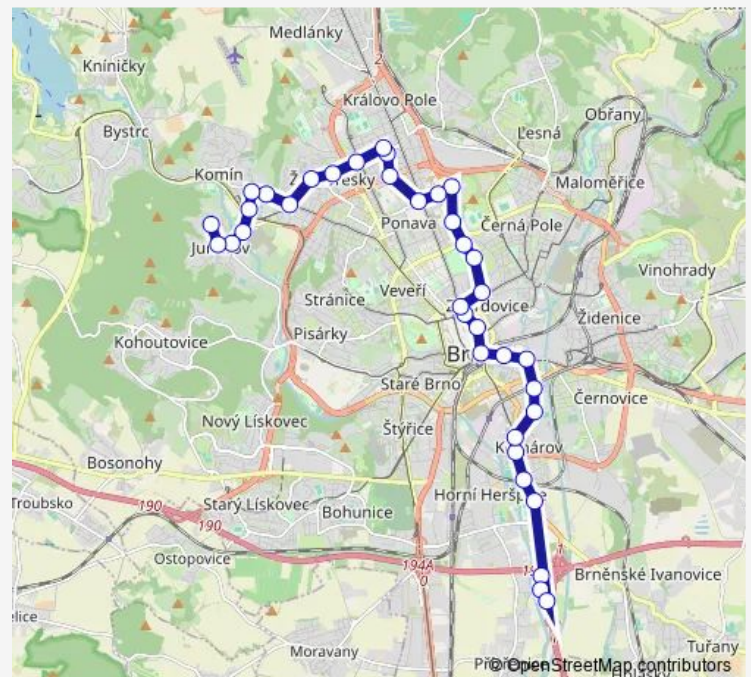 Medlánky
Kníničky
Královo Pole
Obřany
Bystrc
Lesná
Komín
Maloměřice
Ponava
Černá Pole
Vinohrady
Stránice
Veveří
Pisárky
Židenice
Kohoutovice
Staré Brno
Černovice
Nový Lískovec
Štýřice
Bosonohy
190
Starý Lískovec
Horní
Troubsko
190
Bohunice
Ostopovice
194A
0
1
Brněnské Ivanovice
Moravany
Tuřany
© OpenStreetMap contributors